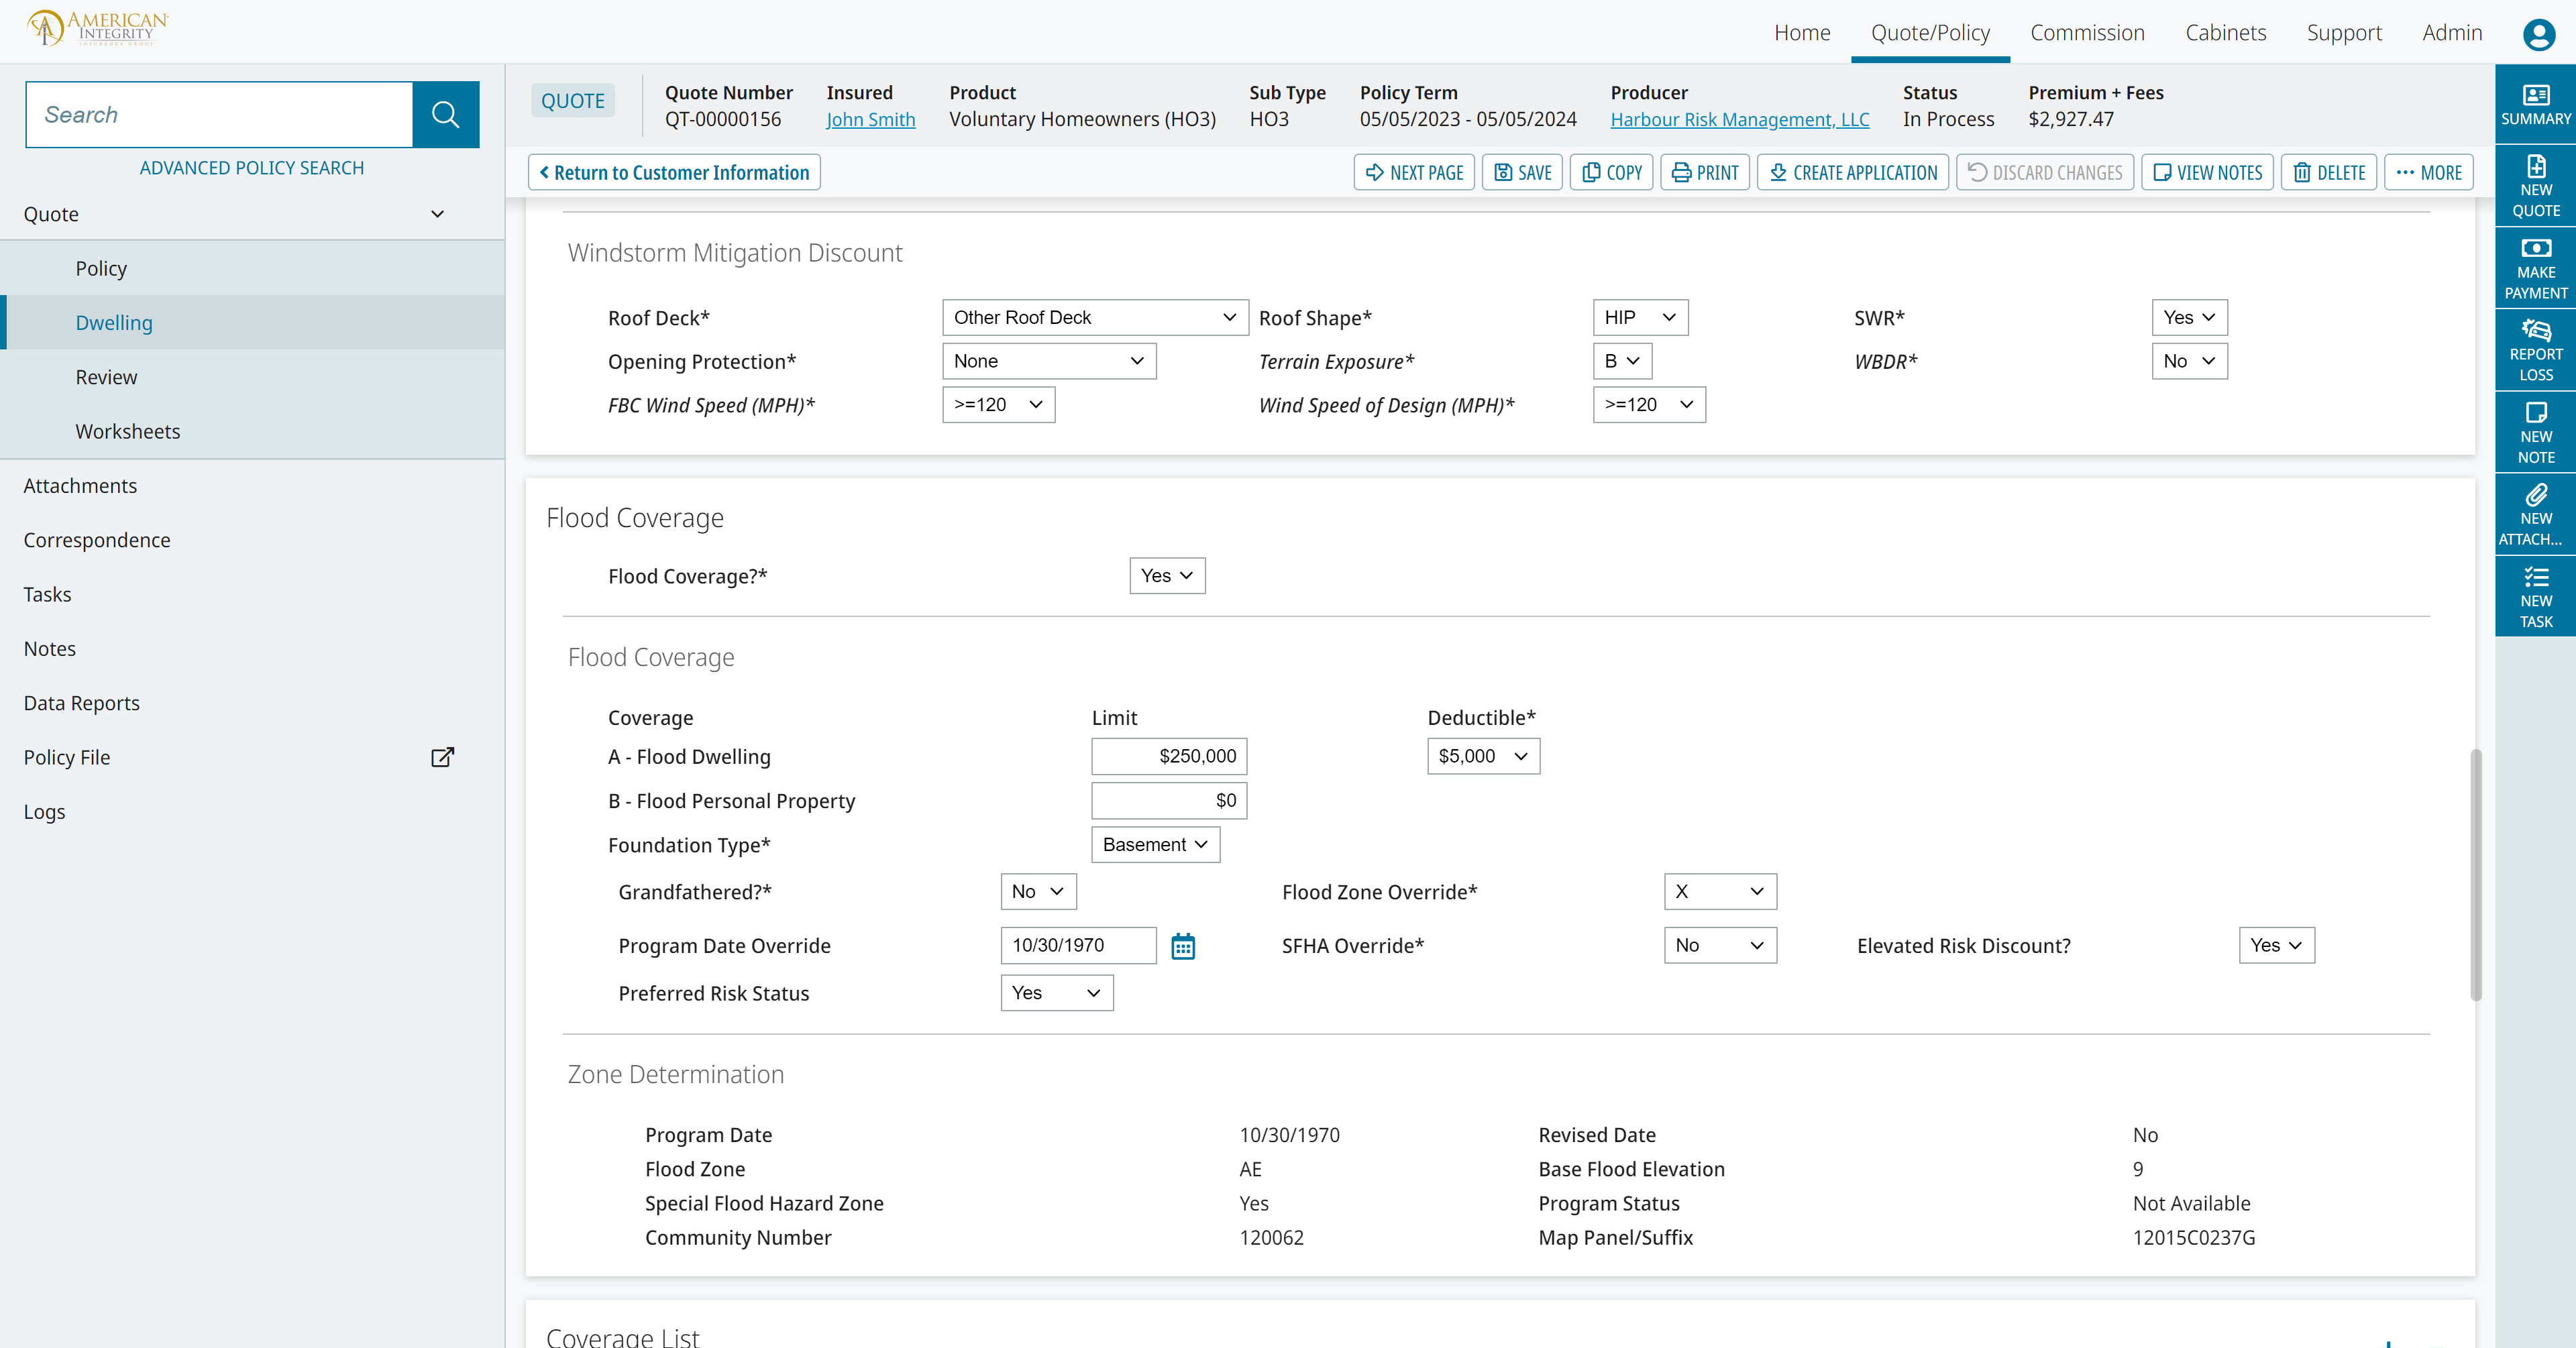 AMERICAN
INTEGRITY
INSURANCE GROUP
Home
Quote/Policy
Commission
Cabinets
Support
Admin
Search
ADVANCED POLICY SEARCH
Quote
Policy
Dwelling
Review
Worksheets
Attachments
Correspondence
Tasks
Notes
Data Reports
Policy File
Logs
QUOTE
Quote Number Insured Product Sub Type Policy Term Producer Status Premium + Fees
QT-00000156 John Smith Voluntary Homeowners (HO3) HO3 05/05/2023 - 05/05/2024 Harbour Risk Management, LLC In Process $2,927.47
Return to Customer Information
NEXT PAGE
SAVE
COPY
PRINT
CREATE APPLICATION
DISCARD CHANGES
VIEW NOTES
DELETE
MORE
Windstorm Mitigation Discount
Roof Deck* Other Roof Deck Roof Shape* HIP SWR* Yes
Opening Protection* None Terrain Exposure* B WBDR* No
FBC Wind Speed (MPH)* >=120 Wind Speed of Design (MPH)* >=120
Flood Coverage
Flood Coverage?* Yes
Flood Coverage
Coverage Limit Deductible*
A - Flood Dwelling $250,000 $5,000
B - Flood Personal Property $0
Foundation Type* Basement
Grandfathered?* No Flood Zone Override* X
Program Date Override 10/30/1970 SFHA Override* No Elevated Risk Discount? Yes
Preferred Risk Status Yes
Zone Determination
Program Date 10/30/1970 Revised Date No
Flood Zone AE Base Flood Elevation 9
Special Flood Hazard Zone Yes Program Status Not Available
Community Number 120062 Map Panel/Suffix 12015C0237G
Coverage List
SUMMARY
NEW
QUOTE
MAKE
PAYMENT
REPORT
LOSS
NEW
NOTE
NEW
ATTACH...
NEW
TASK